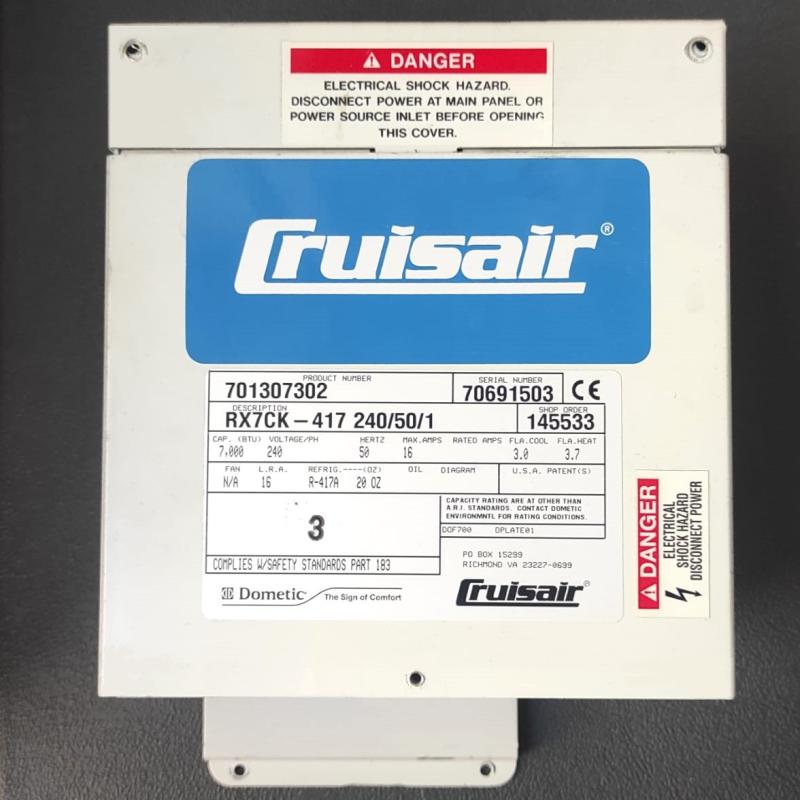 DANGER
ELECTRICAL SHOCK HAZARD.
DISCONNECT POWER AT MAIN PANEL OR
POWER SOURCE INLET BEFORE OPENING
THIS COVER.
Cruisair®
PRODUCT NUMBER SERIAL NUMBER
701307302 70691503 CE
DESCRIPTION SHOP ORDER
RX7CK-417 240/50/1 145533
CAP. (BTU) VOLTAGE/PH HERTZ MAX.AMPS RATED AMPS FLA.COOL FLA.HEAT
7,000 240 50 16 3.0 3.7
FAN L.R.A. REFRIG.----(OZ) OIL DIAGRAM U.S.A. PATENT(S)
N/A 16 R-417A 20 OZ
3
CAPACITY RATING ARE AT OTHER THAN
A.R.I. STANDARDS. CONTACT DOMETIC
ENVIRONMNTL FOR RATING CONDITIONS.
DOF700 DPLATE01
PO BOX 15299
RICHMOND VA 23227-0699
COMPLIES W/SAFETY STANDARDS PART 183
Dometic The Sign of Comfort
Cruisair®
DANGER
ELECTRICAL
SHOCK HAZARD
DISCONNECT POWER